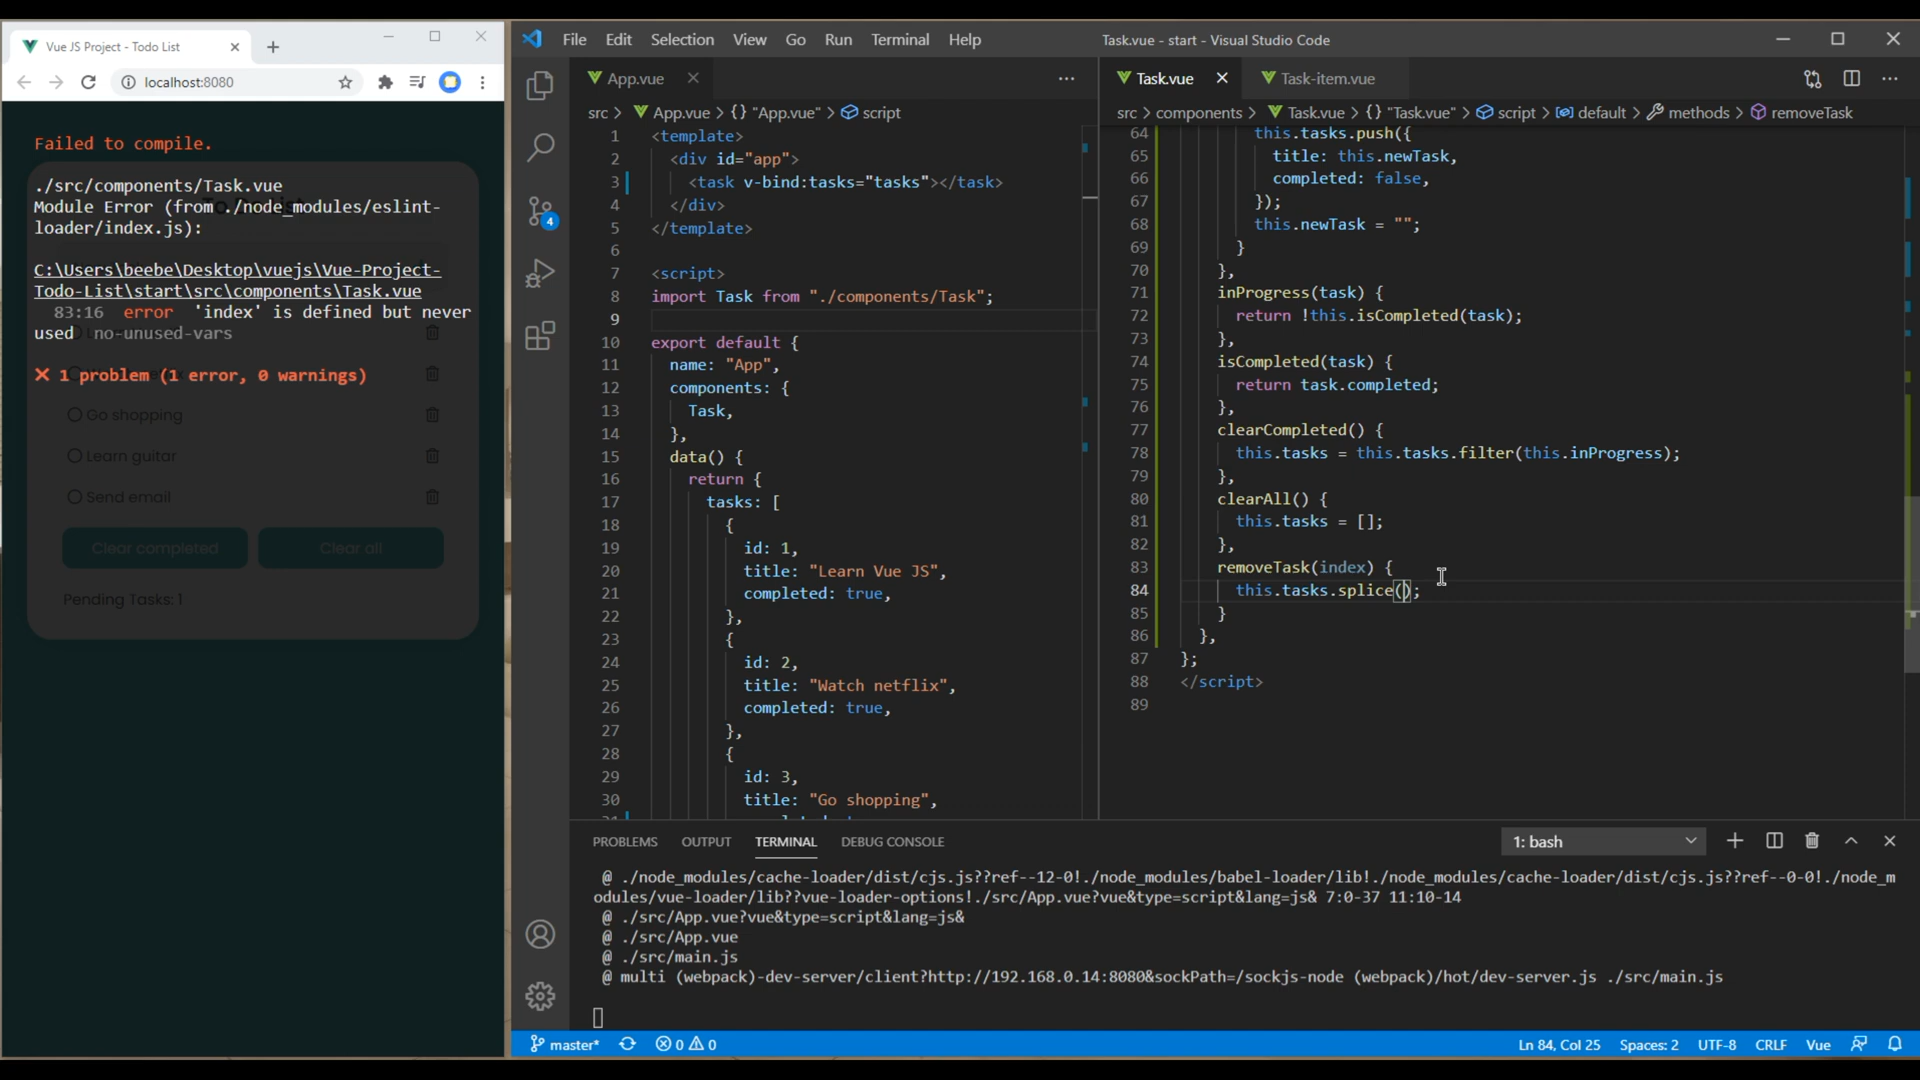 Vue JS Project - Todo List
localhost:8080
Failed to compile.
./src/components/Task.vue
Module Error (from ./node_modules/eslint-
loader/index.js):
C:\Users\beebe\Desktop\vuejs\Vue-Project-
Todo-List\start\src\components\Task.vue
83:16 error 'index' is defined but never
used no-unused-vars
✕ 1 problem (1 error, 0 warnings)
Go shopping
Learn guitar
Send email
Clear completed Clear all
Pending Tasks: 1
File Edit Selection View Go Run Terminal Help
Task.vue - start - Visual Studio Code
4
App.vue
src > App.vue > {} "App.vue" > script
1 <template>
2 <div id="app">
3 <task v-bind:tasks="tasks"></task>
4 </div>
5 </template>
6
7 <script>
8 import Task from "./components/Task";
9
10 export default {
11 name: "App",
12 components: {
13 Task,
14 },
15 data() {
16 return {
17 tasks: [
18 {
19 id: 1,
20 title: "Learn Vue JS",
21 completed: true,
22 },
23 {
24 id: 2,
25 title: "Watch netflix",
26 completed: true,
27 },
28 {
29 id: 3,
30 title: "Go shopping",
Task.vue Task-item.vue
src > components > Task.vue > {} "Task.vue" > script > default > methods > removeTask
64 this.tasks.push({
65 title: this.newTask,
66 completed: false,
67 });
68 this.newTask = "";
69 }
70 },
71 inProgress(task) {
72 return !this.isCompleted(task);
73 },
74 isCompleted(task) {
75 return task.completed;
76 },
77 clearCompleted() {
78 this.tasks = this.tasks.filter(this.inProgress);
79 },
80 clearAll() {
81 this.tasks = [];
82 },
83 removeTask(index) {
84 this.tasks.splice();
85 }
86 },
87 };
88 </script>
89
PROBLEMS OUTPUT TERMINAL DEBUG CONSOLE
1: bash
@ ./node_modules/cache-loader/dist/cjs.js??ref--12-0!./node_modules/babel-loader/lib!./node_modules/cache-loader/dist/cjs.js??ref--0-0!./node_m
odules/vue-loader/lib??vue-loader-options!./src/App.vue?vue&type=script&lang=js& 7:0-37 11:10-14
@ ./src/App.vue?vue&type=script&lang=js&
@ ./src/App.vue
@ ./src/main.js
@ multi (webpack)-dev-server/client?http://192.168.0.14:8080&sockPath=/sockjs-node (webpack)/hot/dev-server.js ./src/main.js
master* 0 0
Ln 84, Col 25 Spaces: 2 UTF-8 CRLF Vue